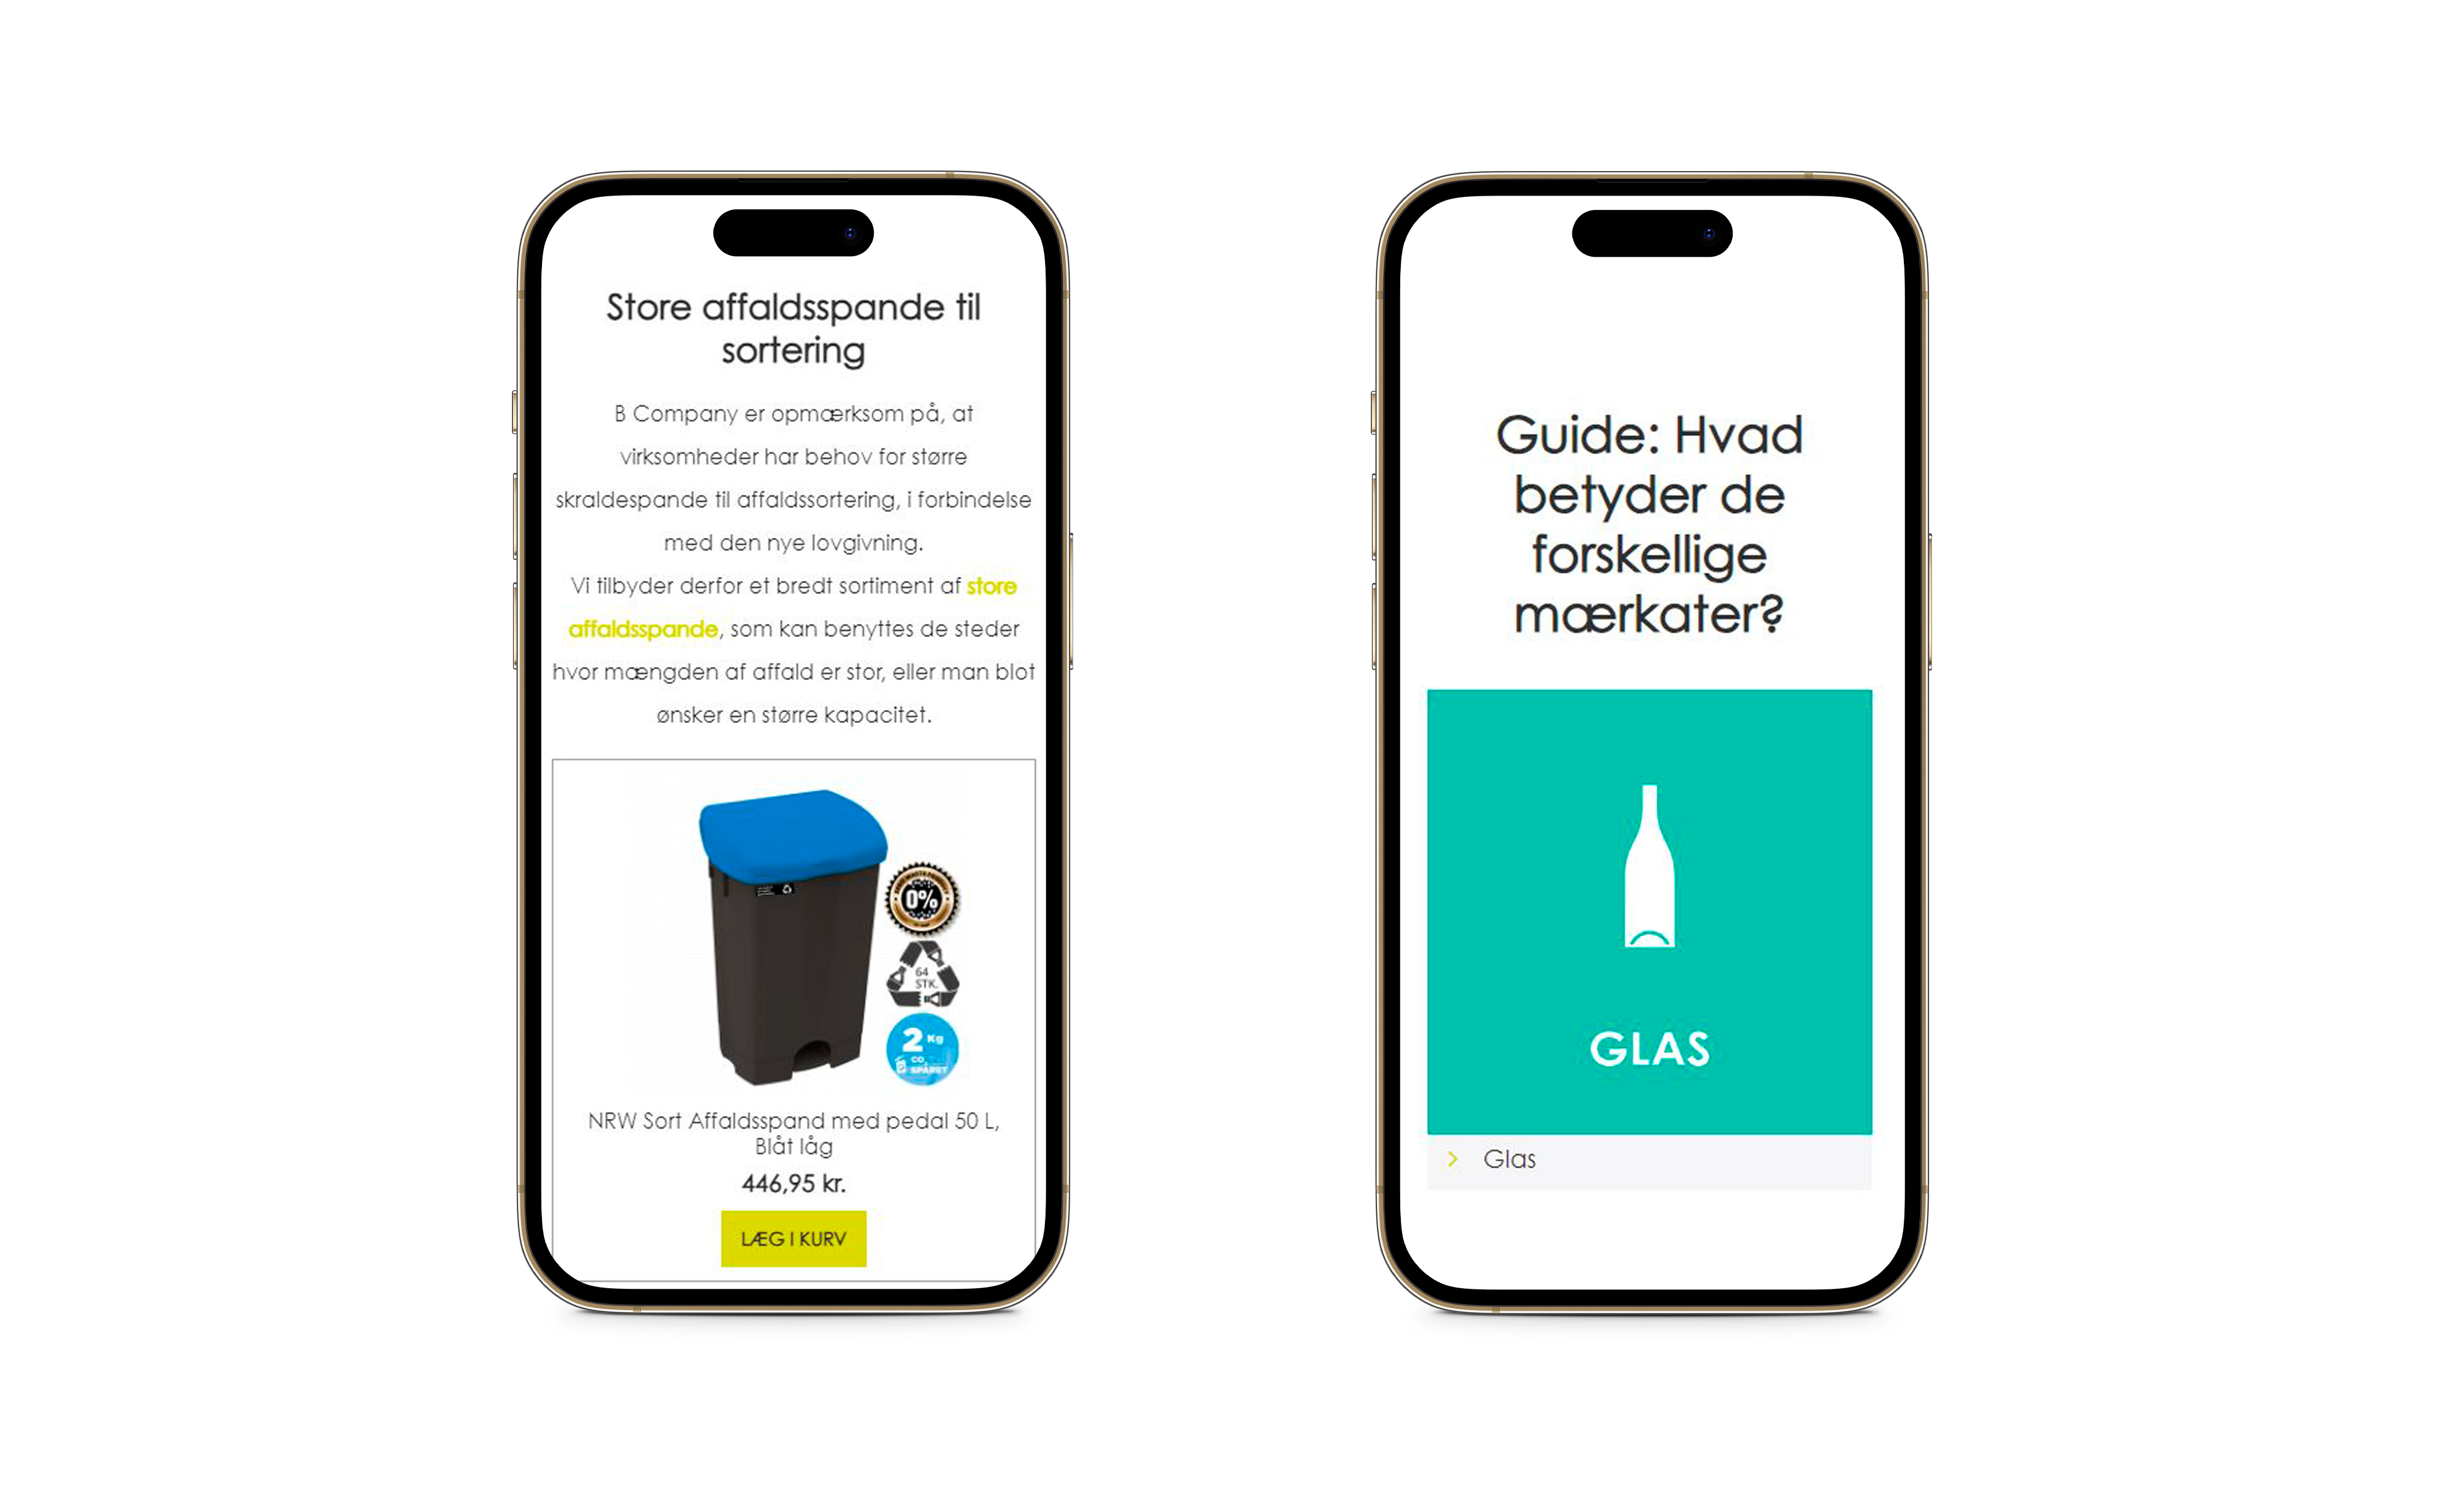 Store affaldsspande til
sortering
B Company er opmærksom på, at
virksomheder har behov for større
skraldespande til affaldssortering, i forbindelse
med den nye lovgivning.
Vi tilbyder derfor et bredt sortiment af store
affaldsspande, som kan benyttes de steder
hvor mængden af affald er stor, eller man blot
ønsker en større kapacitet.
0%
64
STK.
2 Kg
CO2
SPARET
NRW Sort Affaldsspand med pedal 50 L,
Blåt låg
446,95 kr.
LÆG I KURV
Guide: Hvad
betyder de
forskellige
mærkater?
GLAS
Glas